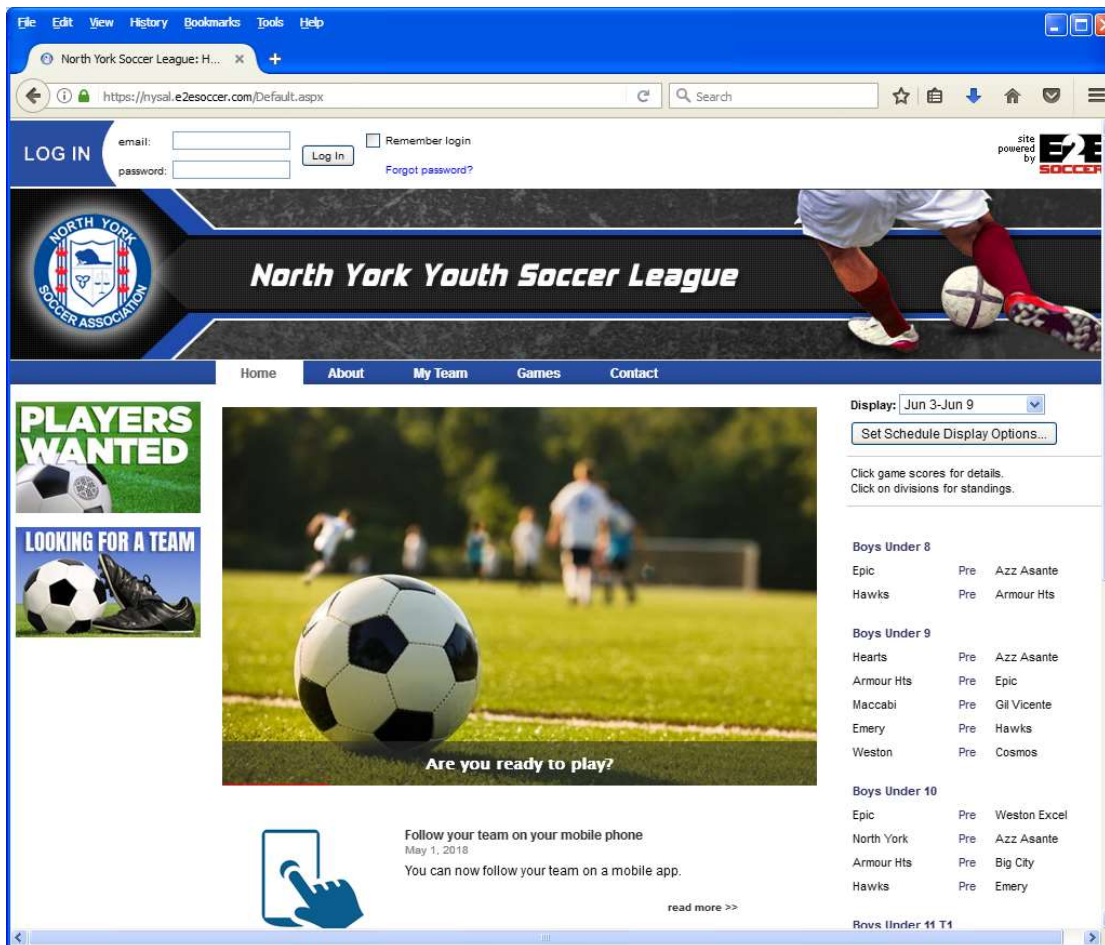 File Edit View History Bookmarks Tools Help
North York Soccer League: H...
https://nysal.e2esoccer.com/Default.aspx
Search
LOG IN
email:
password:
Log In
Remember login
Forgot password?
site
powered
by
E2E
SOCCER
NORTH YORK
SOCCER ASSOCIATION
North York Youth Soccer League
Home About My Team Games Contact
PLAYERS
WANTED
LOOKING FOR A TEAM
Are you ready to play?
Follow your team on your mobile phone
May 1, 2018
You can now follow your team on a mobile app.
read more >>
Display: Jun 3-Jun 9
Set Schedule Display Options...
Click game scores for details.
Click on divisions for standings.
Boys Under 8
Epic Pre Azz Asante
Hawks Pre Armour Hts
Boys Under 9
Hearts Pre Azz Asante
Armour Hts Pre Epic
Maccabi Pre Gil Vicente
Emery Pre Hawks
Weston Pre Cosmos
Boys Under 10
Epic Pre Weston Excel
North York Pre Azz Asante
Armour Hts Pre Big City
Hawks Pre Emery
Boys Under 11 T1